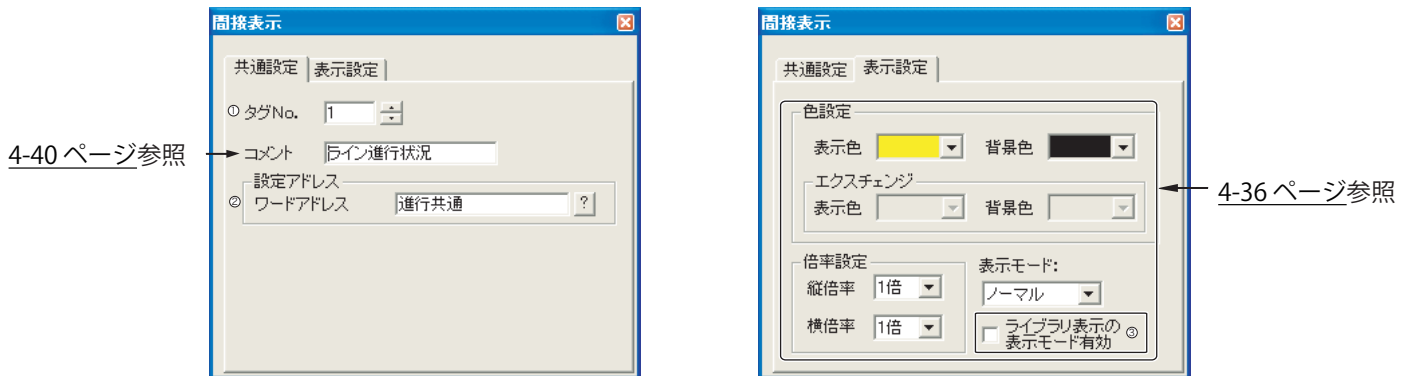 間接表示
共通設定 表示設定
① タグNo. 1
4-40 ページ参照
コメント ライン進行状況
設定アドレス
② ワードアドレス 進行共通 ?
間接表示
共通設定 表示設定
色設定
表示色 背景色
エクスチェンジ
表示色 背景色
4-36 ページ参照
倍率設定
縦倍率 1倍
横倍率 1倍
表示モード:
ノーマル
ライブラリ表示の
表示モード有効 ③